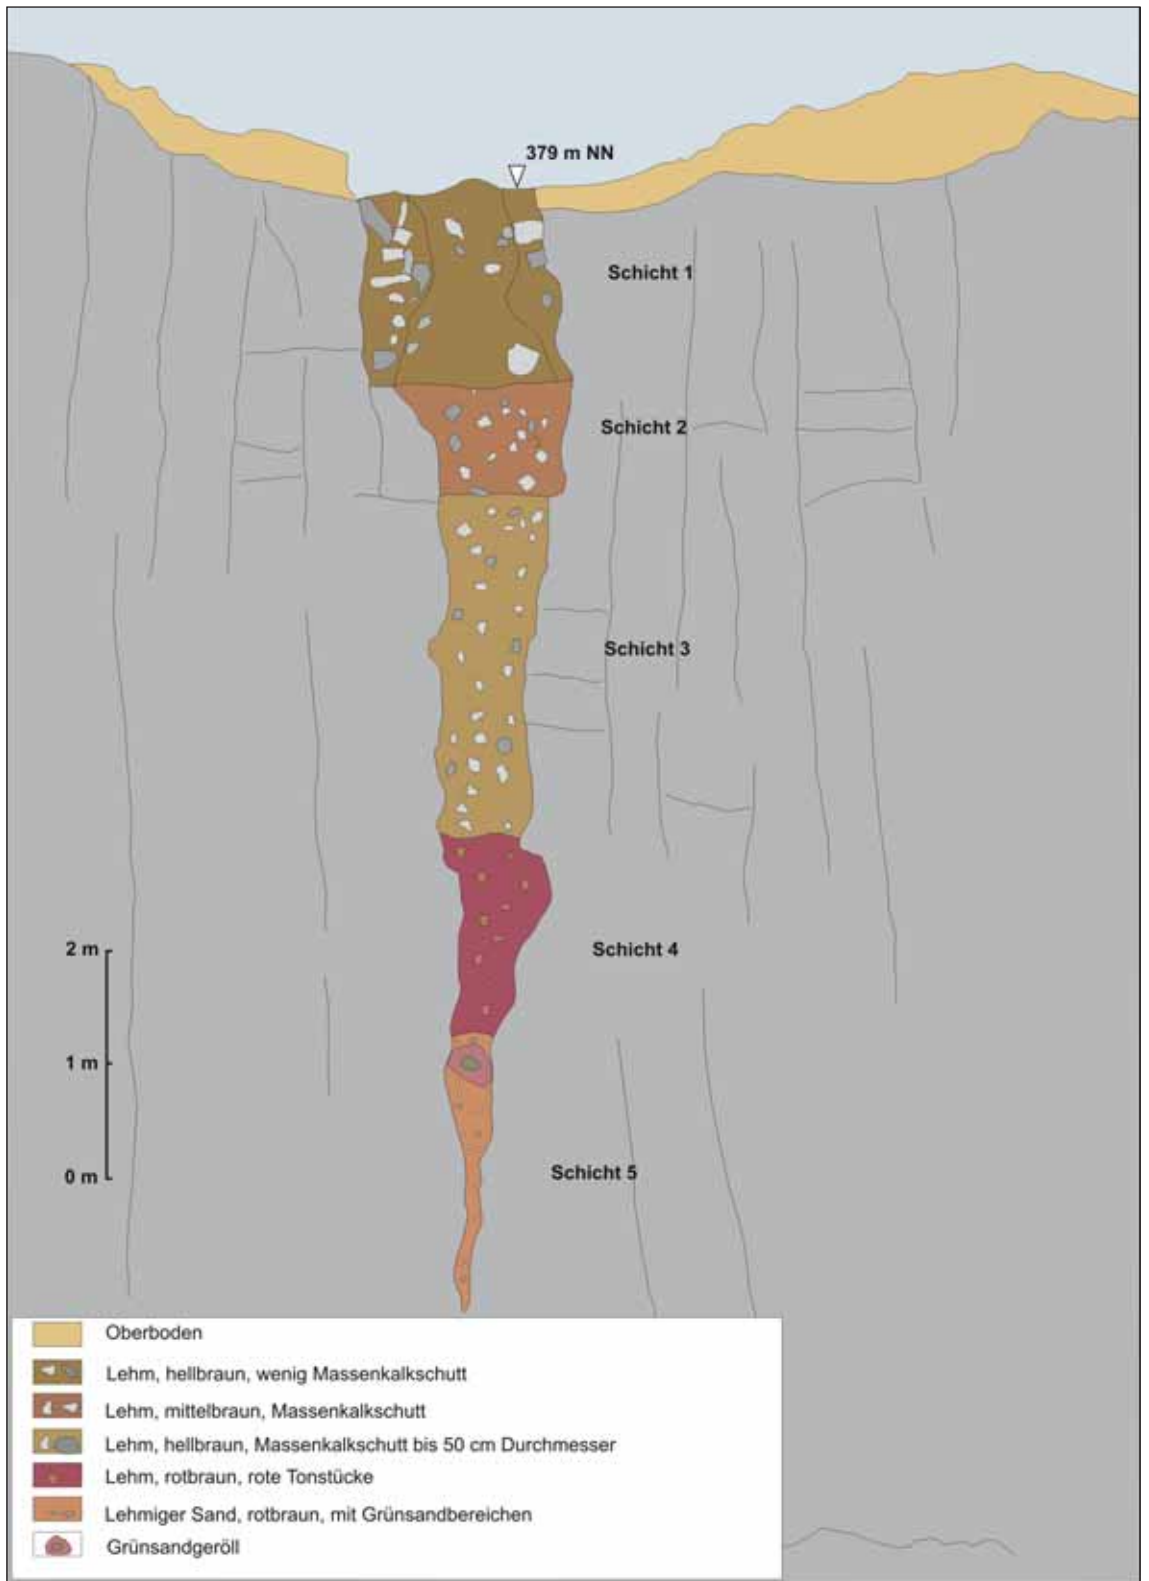 379 m NN
Schicht 1
Schicht 2
Schicht 3
Schicht 4
2 m
1 m
0 m
Schicht 5
Oberboden
Lehm, hellbraun, wenig Massenkalkschutt
Lehm, mittelbraun, Massenkalkschutt
Lehm, hellbraun, Massenkalkschutt bis 50 cm Durchmesser
Lehm, rotbraun, rote Tonstücke
Lehmiger Sand, rotbraun, mit Grünsandbereichen
Grünsandgeröll